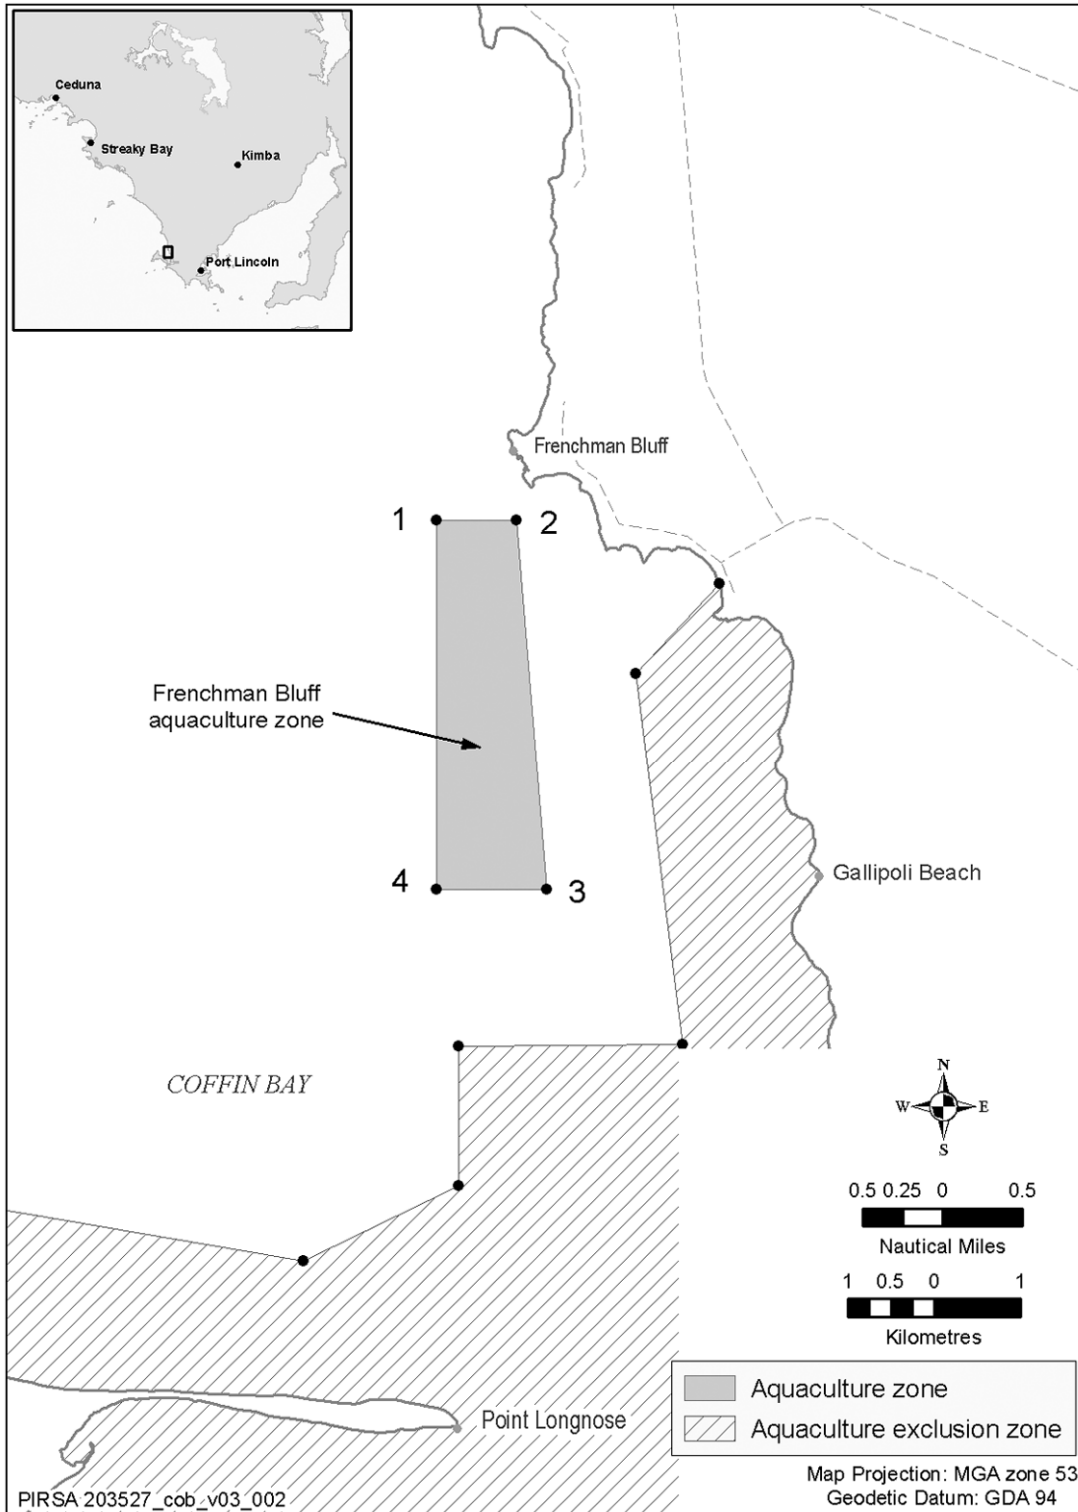 Ceduna
Streaky Bay
Kimba
Port Lincoln
Frenchman Bluff
1
2
Frenchman Bluff
aquaculture zone
4
3
Gallipoli Beach
COFFIN BAY
N
W
E
S
0.5 0.25 0 0.5
Nautical Miles
1 0.5 0 1
Kilometres
Aquaculture zone
Aquaculture exclusion zone
Point Longnose
Map Projection: MGA zone 53
Geodetic Datum: GDA 94
PIRSA 203527_cob_v03_002